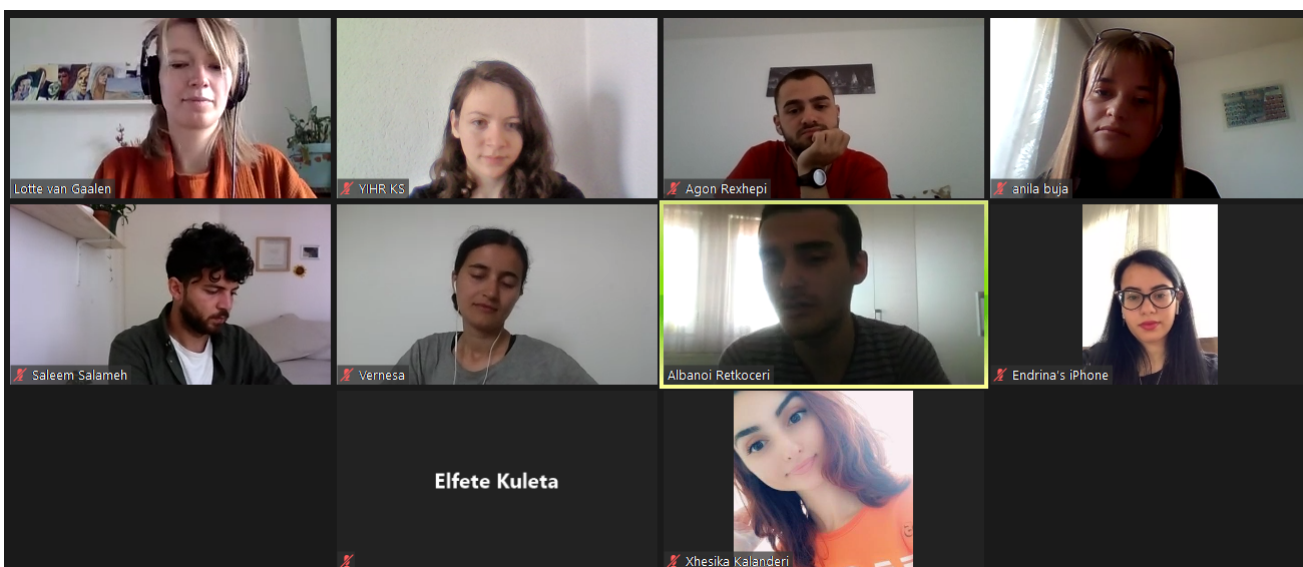 Lotte van Gaalen
YIHR KS
Agon Rexhepi
anila buja
Saleem Salameh
Vernesa
Albanoi Retkoceri
Endrina's iPhone
Elfete Kuleta
Xhesika Kalanderi